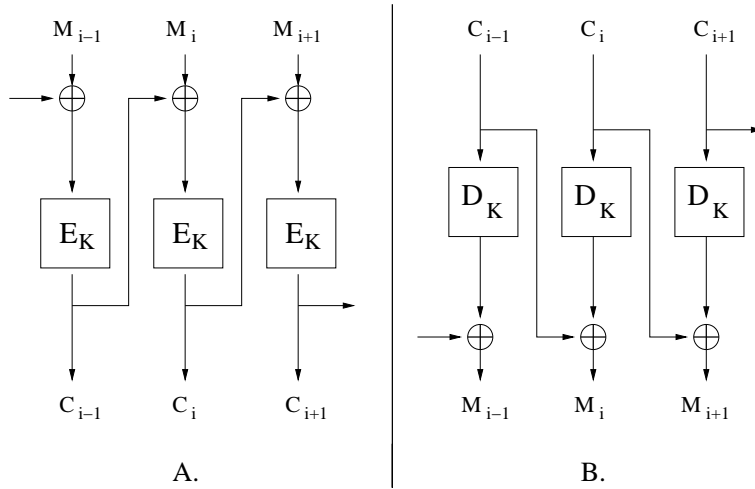 M i−1 M i M i+1
E K E K E K
C i−1 C i C i+1
A.
C i−1 C i C i+1
D K D K D K
M i−1 M i M i+1
B.